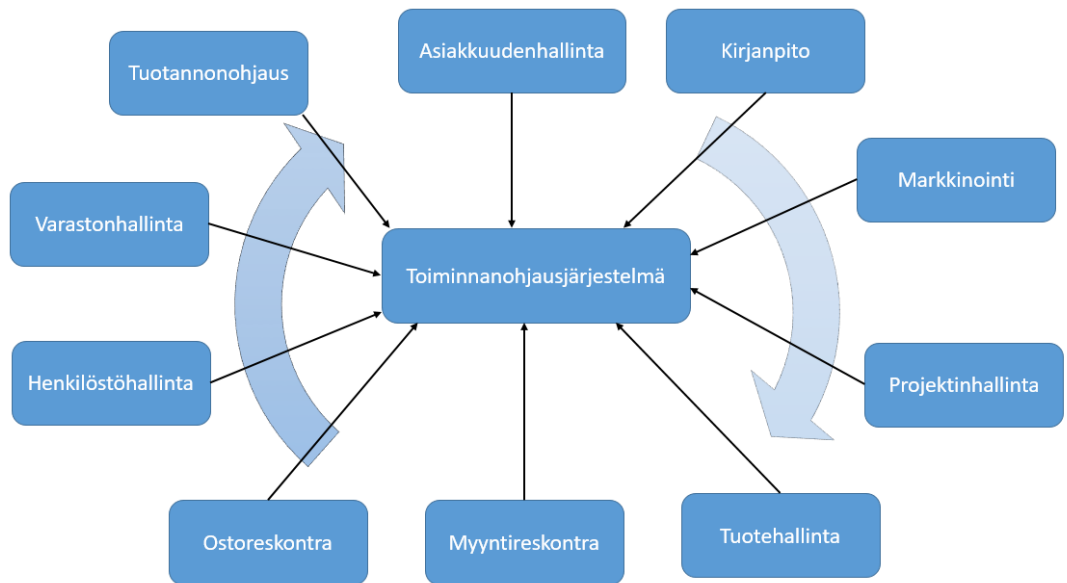 Asiakkuudenhallinta
Kirjanpito
Tuotannonohjaus
Markkinointi
Varastonhallinta
Toiminnanohjausjärjestelmä
Henkilöstöhallinta
Projektinhallinta
Ostoreskontra
Myyntireskontra
Tuotehallinta